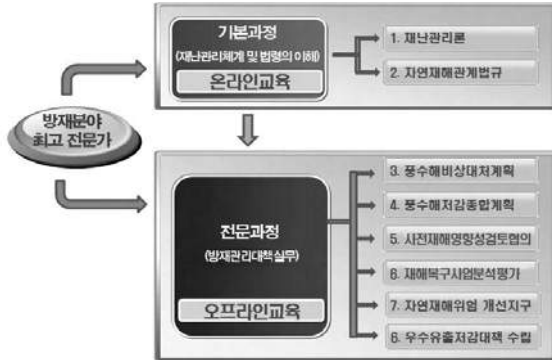 방재분야
최고 전문가
기본과정
(재난관리체계 및 법령의 이해)
온라인교육
1. 재난관리론
2. 자연재해관계법규
전문과정
(방재관리대책실무)
오프라인교육
3. 풍수해비상대처계획
4. 풍수해저감종합계획
5. 사전재해영향성검토협의
6. 재해복구사업분석평가
7. 자연재해위험 개선지구
6. 우수유출저감대책 수립